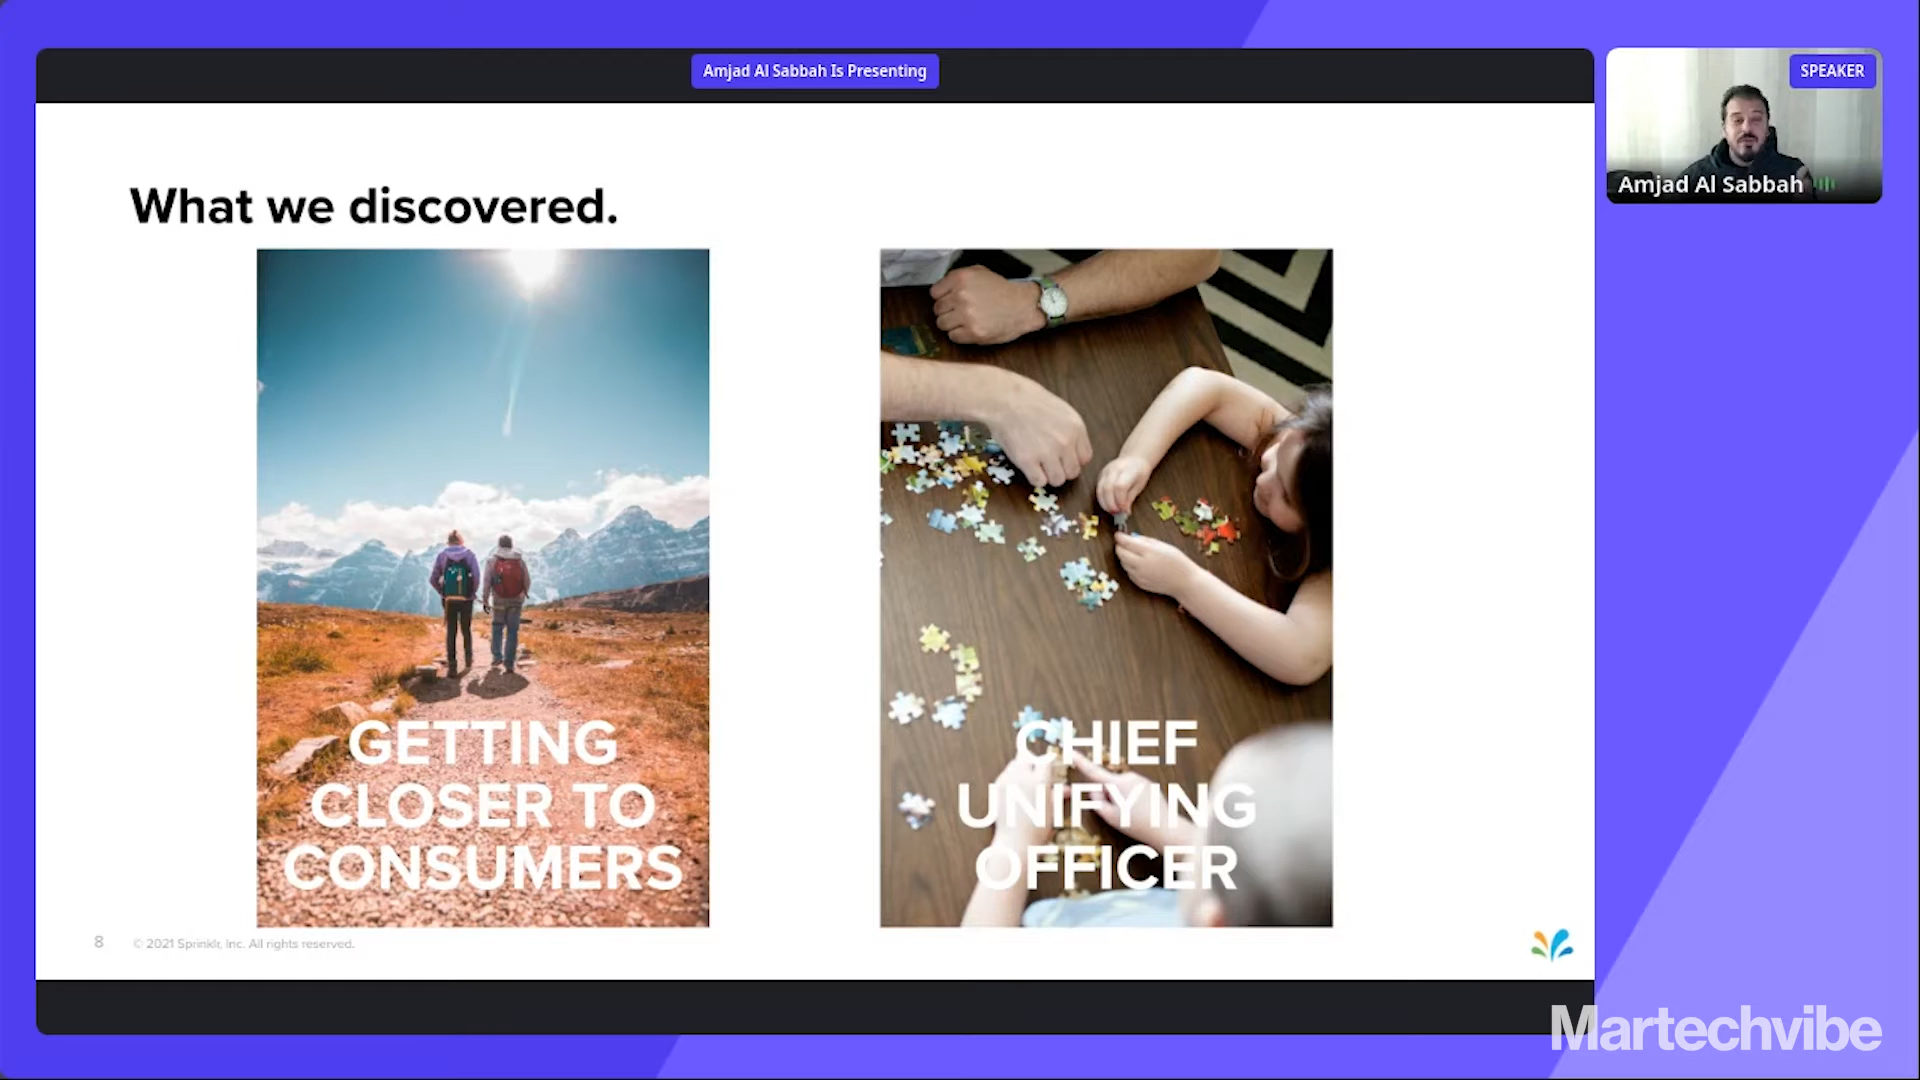 Amjad Al Sabbah Is Presenting
SPEAKER
Amjad Al Sabbah
What we discovered.
GETTING
CLOSER TO
CONSUMERS
CHIEF
UNIFYING
OFFICER
8
© 2021 Sprinklr, Inc. All rights reserved.
Martechvibe